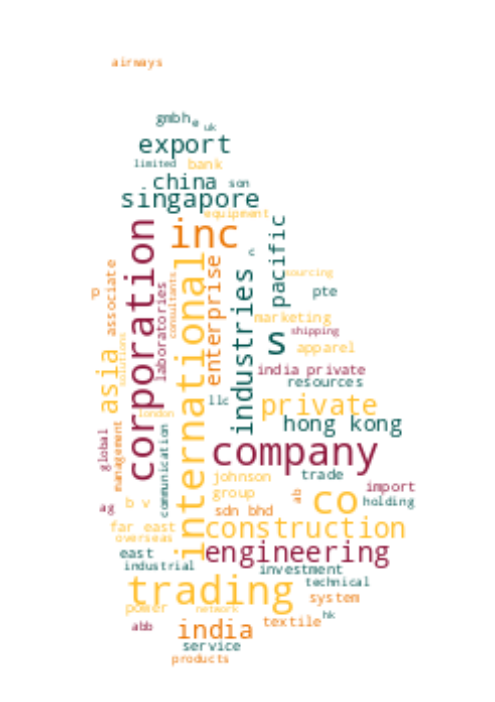 airways
gmbh e
uk
export
limited bank
china son
singapore
equipment
inc
corporation
international
industries
pacific
enterprise
c
sourcing
p
associate
laboratories
consultants
solutions
pte
marketing
s
shipping
apparel
asia
india private
resources
llc
private
london
hong kong
global
management
communication
company
johnson
trade
group
ab
co
import
holding
ag
b v
sdn bhd
far east
construction
overseas
east
engineering
industrial
investment
technical
trading
system
power
network
hk
textile
abb
india
service
products